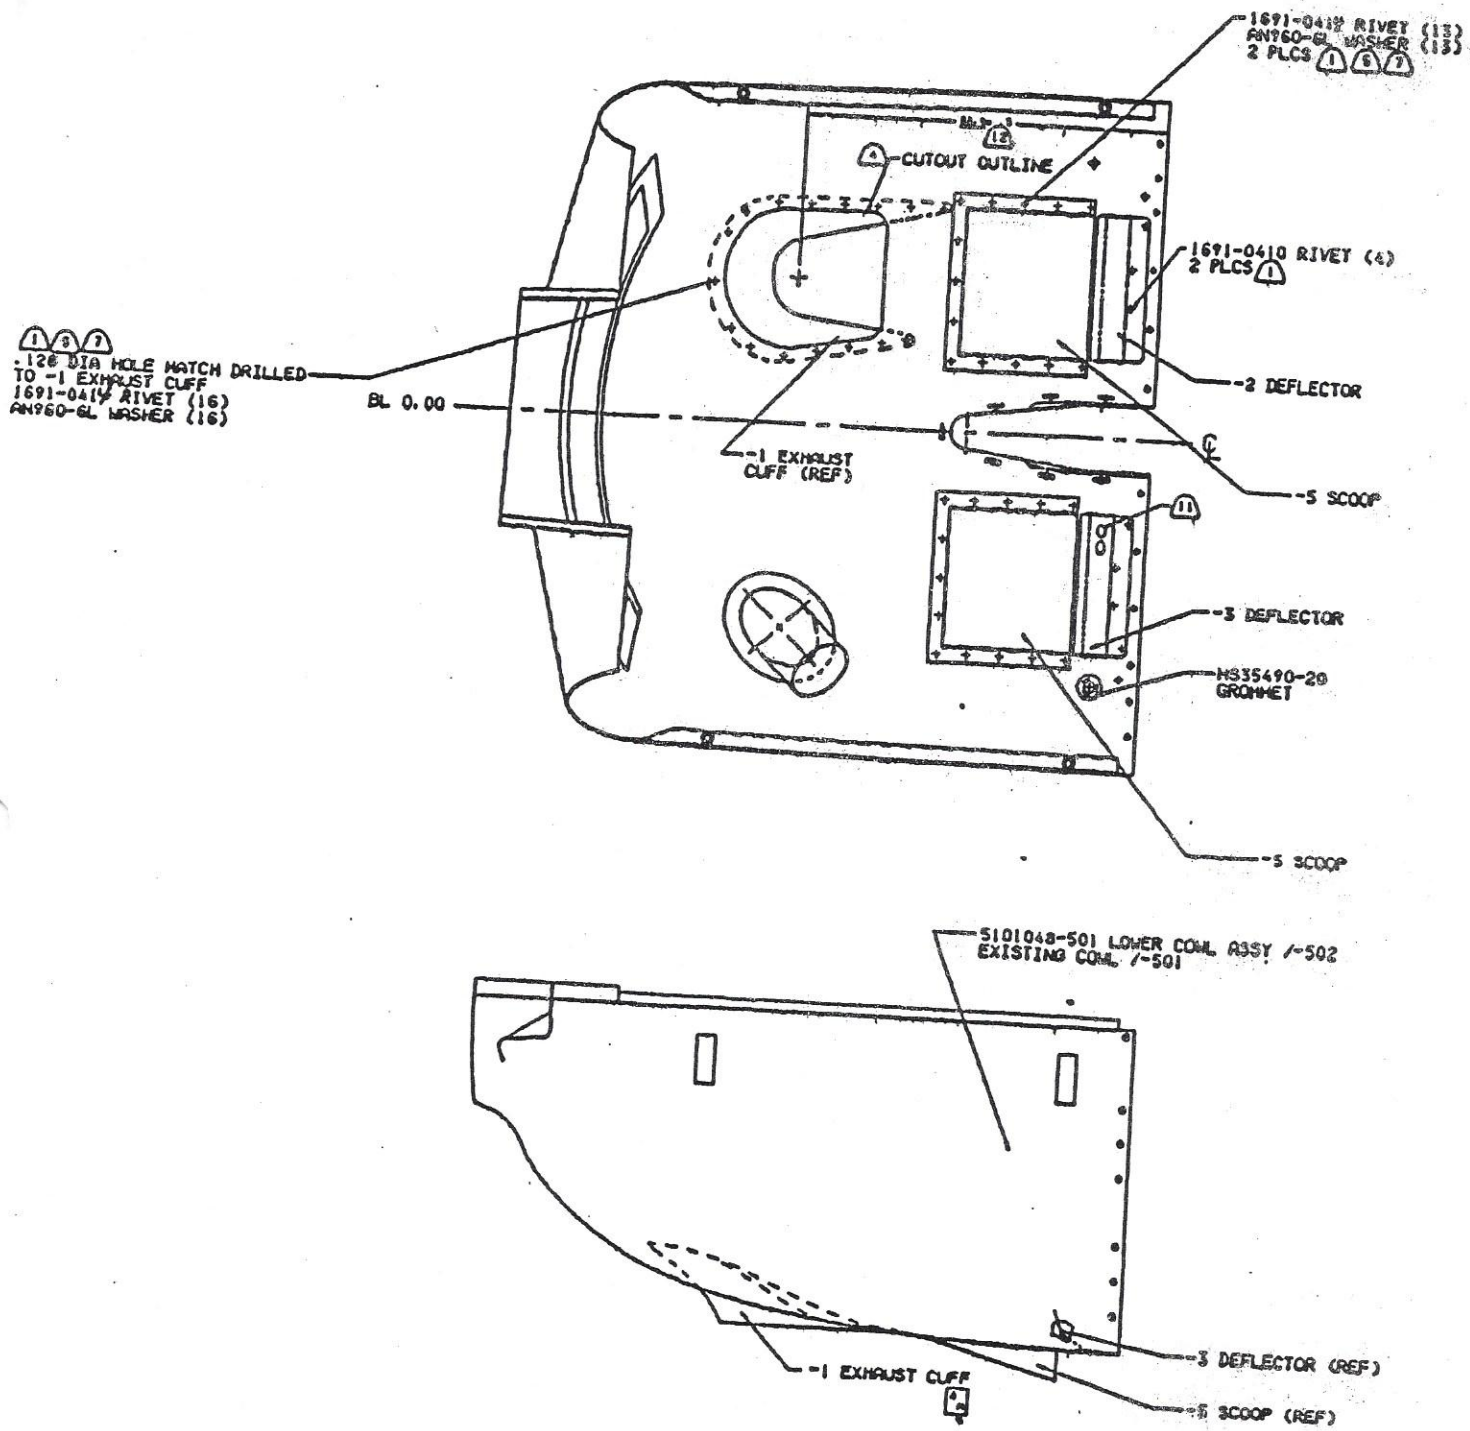 1691-041 RIVET (13)
AN960-6L WASHER (13)
2 PLCS 1 6 7
12
4 CUTOUT OUTLINE
1691-0410 RIVET (4)
2 PLCS 1
1 7
.128 DIA HOLE MATCH DRILLED
TO -1 EXHAUST CUFF
1691-041 RIVET (16)
AN960-6L WASHER (16)
-2 DEFLECTOR
BL 0.00
-1 EXHAUST
CUFF (REF)
-5 SCOOP
11
-3 DEFLECTOR
MS35490-20
GROMMET
-5 SCOOP
5101048-501 LOWER COWL ASSY /-502
EXISTING COWL /-501
-3 DEFLECTOR (REF)
-1 EXHAUST CUFF
-5 SCOOP (REF)